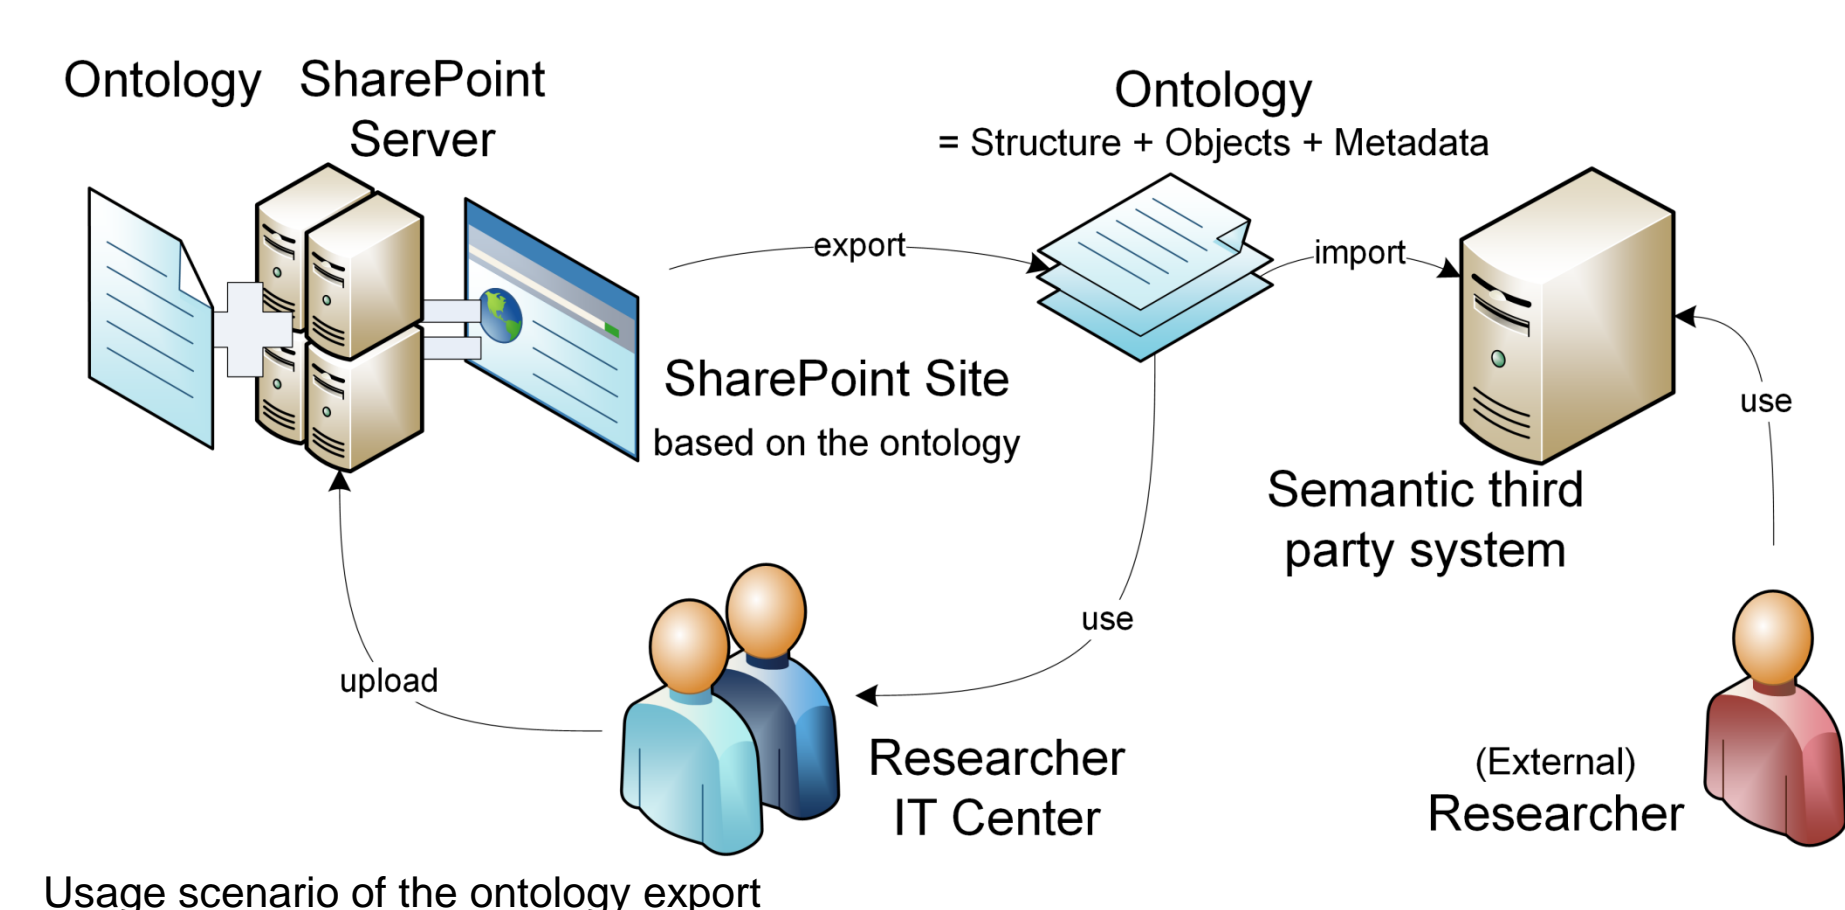 Ontology
SharePoint
Server
Ontology
= Structure + Objects + Metadata
export
import
SharePoint Site
based on the ontology
use
Semantic third
party system
use
upload
Researcher
IT Center
(External)
Researcher
Usage scenario of the ontology export